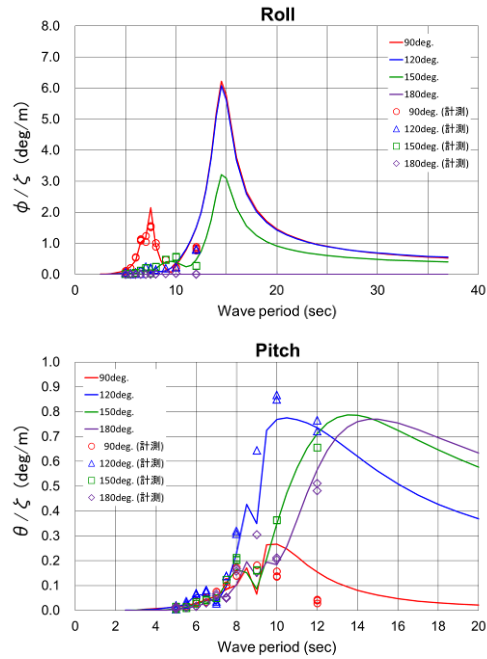 Roll
8.0
7.0
6.0
5.0
4.0
3.0
2.0
1.0
0.0
φ/ζ (deg/m)
90deg.
120deg.
150deg.
180deg.
90deg. (計測)
120deg. (計測)
150deg. (計測)
180deg. (計測)
0 10 20 30 40
Wave period (sec)
Pitch
1.0
0.9
0.8
0.7
0.6
0.5
0.4
0.3
0.2
0.1
0.0
θ/ζ (deg/m)
90deg.
120deg.
150deg.
180deg.
90deg. (計測)
120deg. (計測)
150deg. (計測)
180deg. (計測)
0 2 4 6 8 10 12 14 16 18 20
Wave period (sec)